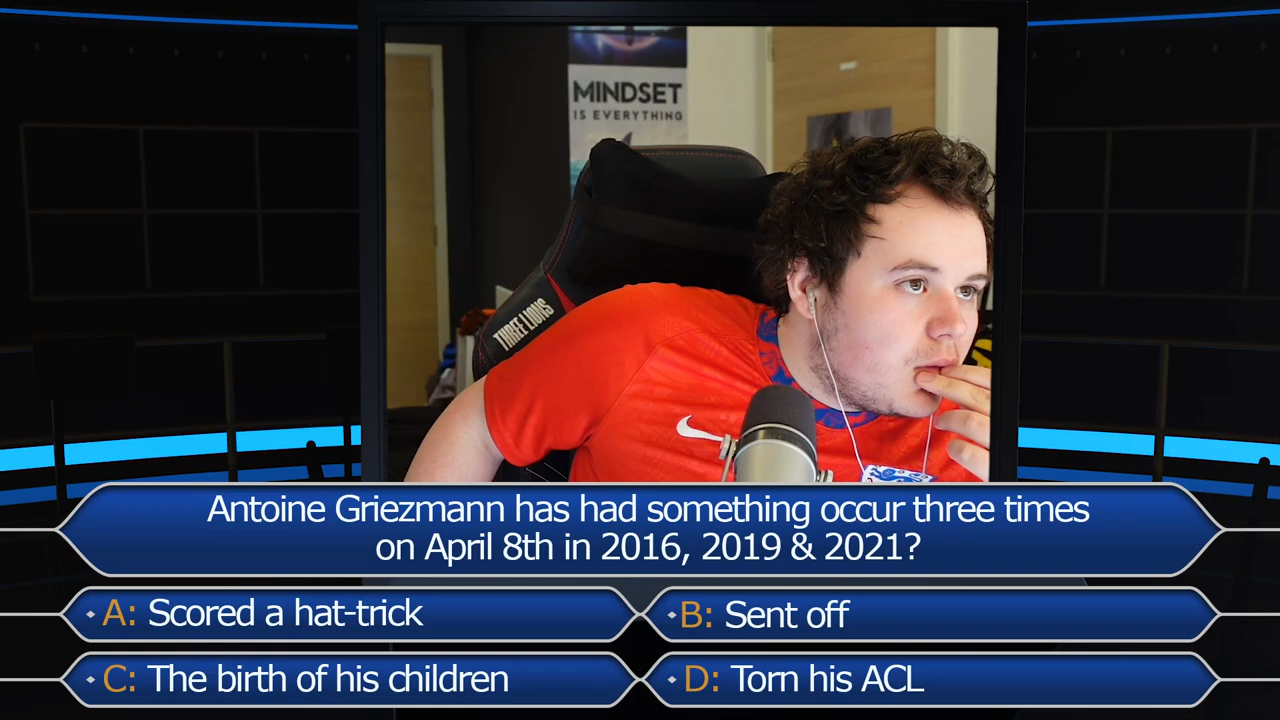 MINDSET
IS EVERYTHING
THREE LIONS
Antoine Griezmann has had something occur three times
on April 8th in 2016, 2019 & 2021?
A: Scored a hat-trick
B: Sent off
C: The birth of his children
D: Torn his ACL